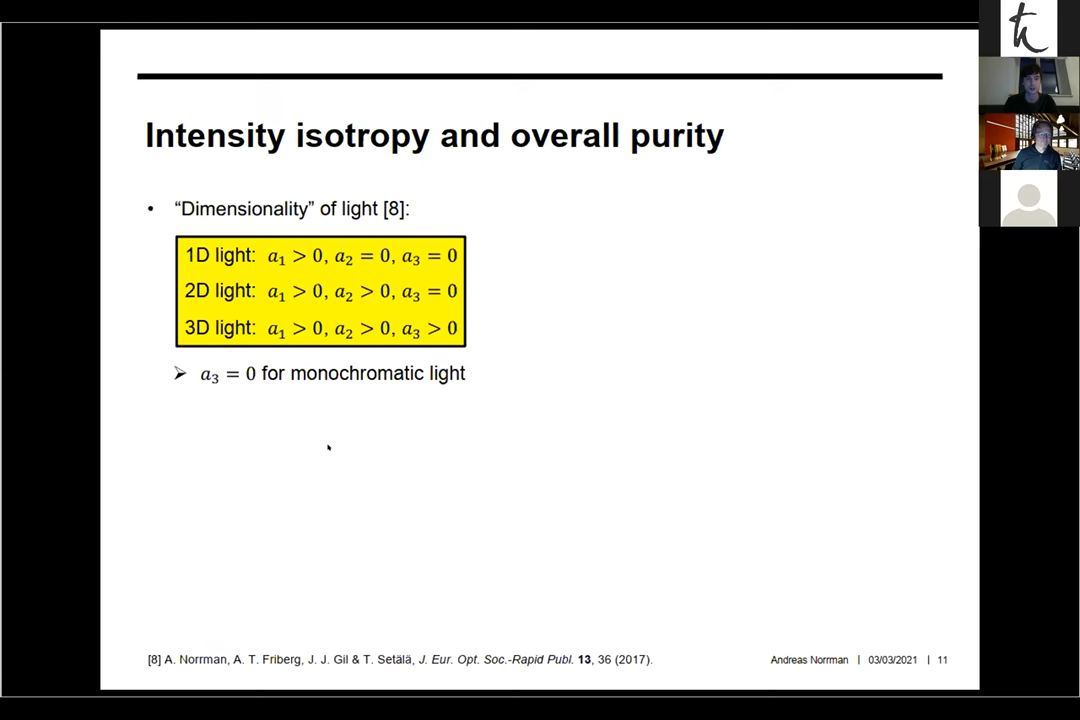 Intensity isotropy and overall purity
• “Dimensionality” of light [8]:
1D light: a₁ > 0, a₂ = 0, a₃ = 0
2D light: a₁ > 0, a₂ > 0, a₃ = 0
3D light: a₁ > 0, a₂ > 0, a₃ > 0
➢ a₃ = 0 for monochromatic light
[8] A. Norrman, A. T. Friberg, J. J. Gil & T. Setälä, J. Eur. Opt. Soc.-Rapid Publ. 13, 36 (2017).
Andreas Norrman | 03/03/2021 | 11